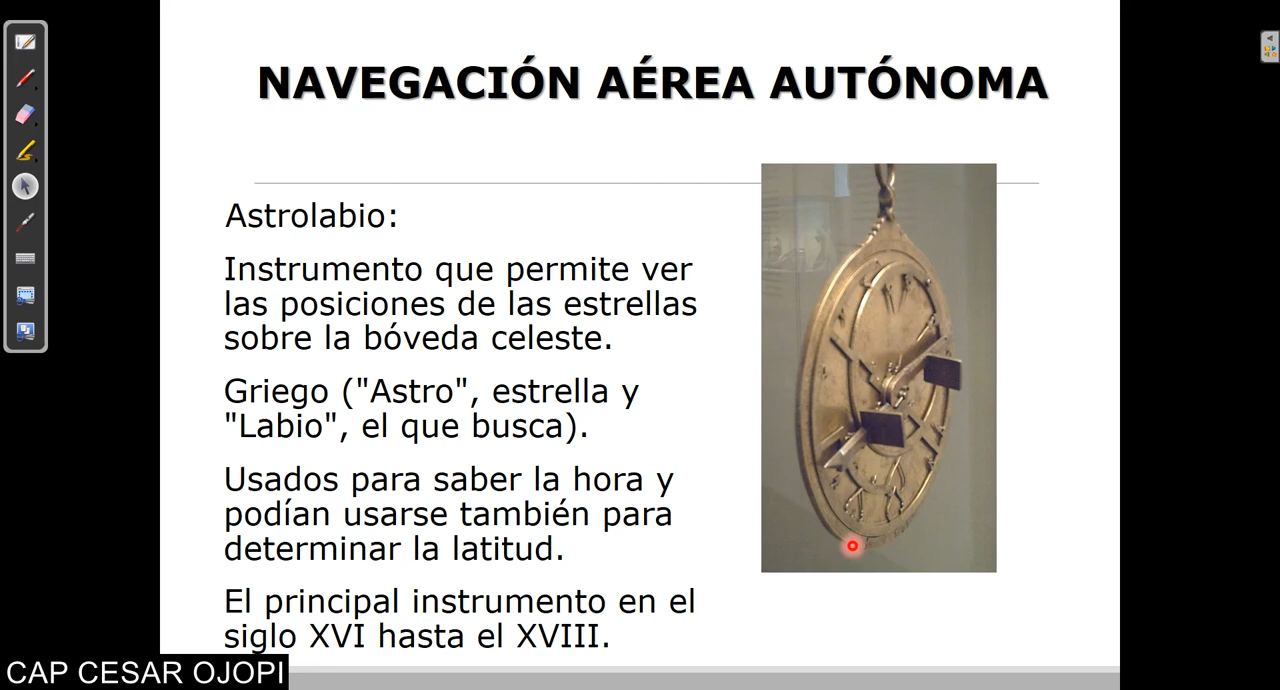 NAVEGACIÓN AÉREA AUTÓNOMA
Astrolabio:
Instrumento que permite ver
las posiciones de las estrellas
sobre la bóveda celeste.
Griego ("Astro", estrella y
"Labio", el que busca).
Usados para saber la hora y
podían usarse también para
determinar la latitud.
El principal instrumento en el
siglo XVI hasta el XVIII.
CAP CESAR OJOPI